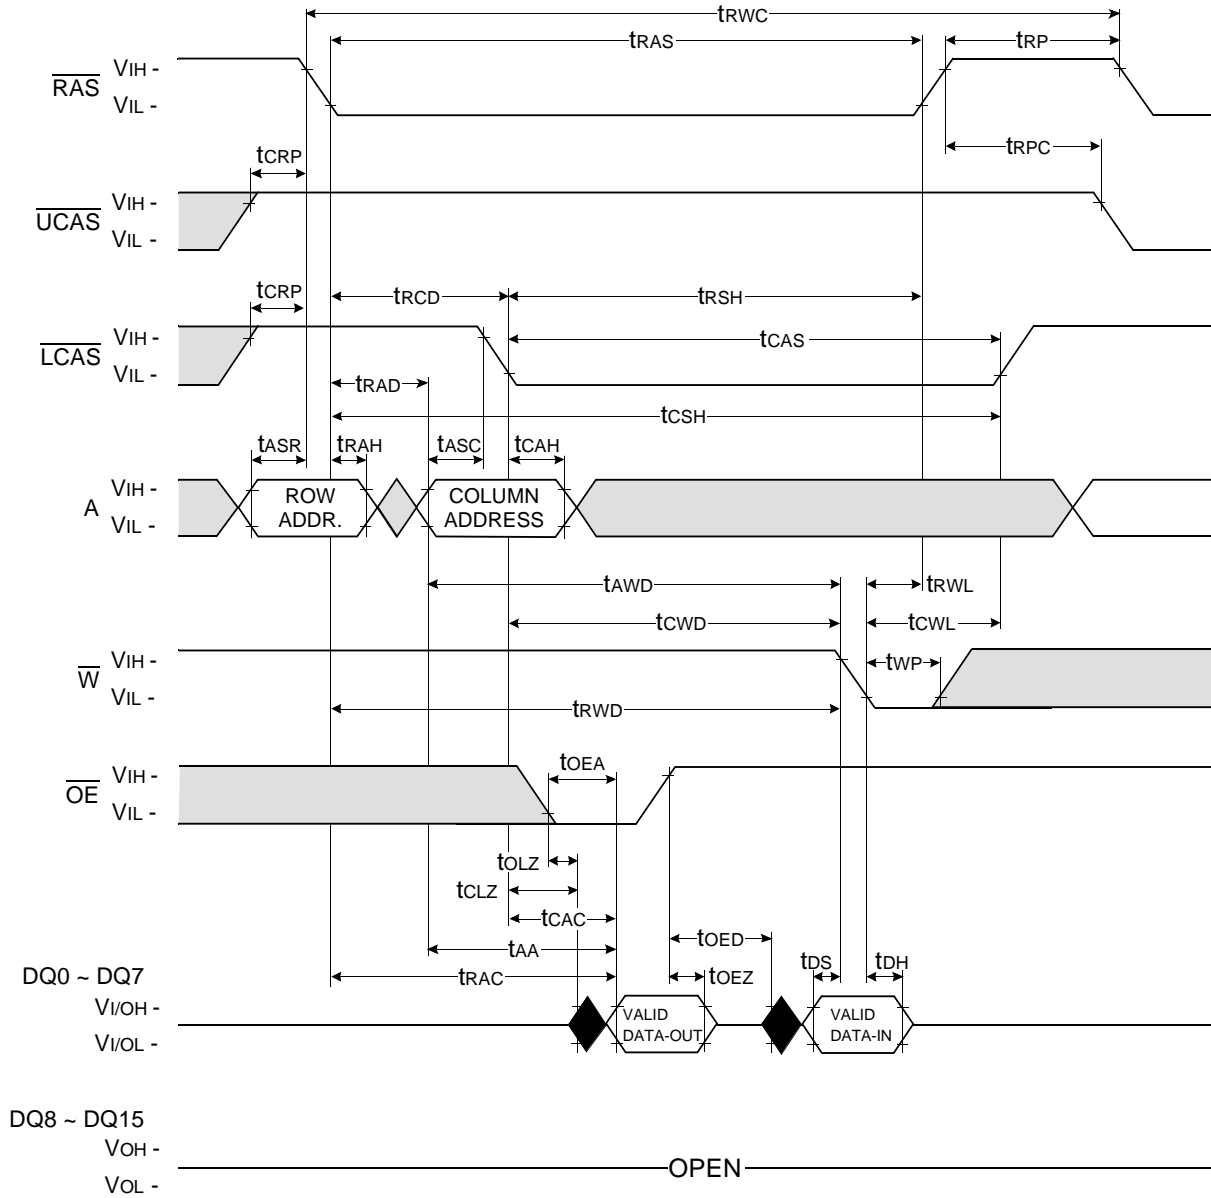 tRWC
tRAS
tRP
RAS
VIH -
VIL -
tCRP
tRPC
UCAS
VIH -
VIL -
tCRP
tRCD
tRSH
LCAS
VIH -
VIL -
tCAS
tRAD
tCSH
tASR
tRAH
tASC
tCAH
A
VIH -
VIL -
ROW
ADDR.
COLUMN
ADDRESS
tAWD
tRWL
tCWD
tCWL
W
VIH -
VIL -
tWP
tRWD
OE
VIH -
VIL -
tOEA
tOLZ
tCLZ
tCAC
tOED
tAA
tRAC
tOEZ
tDS
tDH
DQ0 ~ DQ7
VI/OH -
VI/OL -
VALID
DATA-OUT
VALID
DATA-IN
DQ8 ~ DQ15
VOH -
VOL -
OPEN